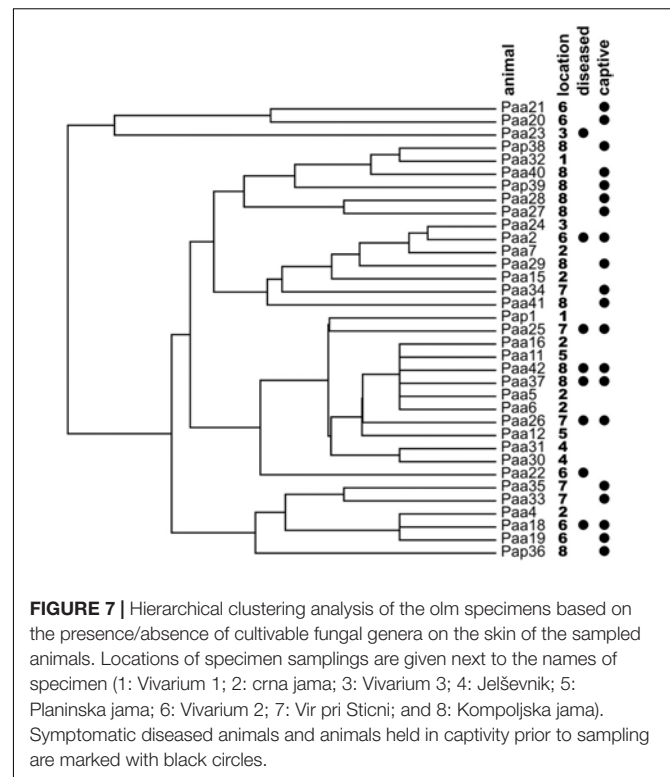 animal location diseased captive
Paa21 6 ●
Paa20 6 ●
Paa23 3 ●
Pap38 8 ●
Paa32 1
Paa40 8 ●
Pap39 8 ●
Paa28 8 ●
Paa27 8 ●
Paa24 3
Paa2 6 ● ●
Paa7 2
Paa29 8 ●
Paa15 2
Paa34 7 ●
Paa41 8 ●
Pap1 1
Paa25 7 ● ●
Paa16 2
Paa11 5
Paa42 8 ● ●
Paa37 8 ● ●
Paa5 2
Paa6 2
Paa26 7 ● ●
Paa12 5
Paa31 4
Paa30 4
Paa22 6 ●
Paa35 7 ●
Paa33 7 ●
Paa4 2
Paa18 6 ● ●
Paa19 6 ●
Pap36 8 ●
FIGURE 7 | Hierarchical clustering analysis of the olm specimens based on
the presence/absence of cultivable fungal genera on the skin of the sampled
animals. Locations of specimen samplings are given next to the names of
specimen (1: Vivarium 1; 2: crna jama; 3: Vivarium 3; 4: Jelševnik; 5:
Planinska jama; 6: Vivarium 2; 7: Vir pri Sticni; and 8: Kompoljska jama).
Symptomatic diseased animals and animals held in captivity prior to sampling
are marked with black circles.